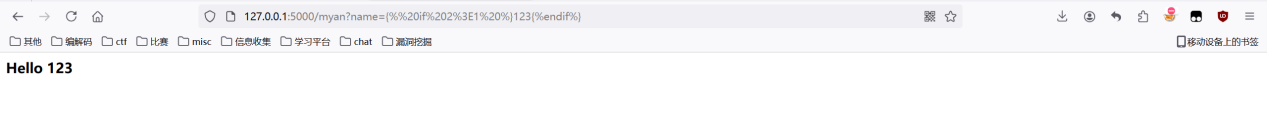 127.0.0.1:5000/myan?name={%%20if%202%3E1%20%}123{%endif%}
其他 编解码 ctf 比赛 misc 信息收集 学习平台 chat 漏洞挖掘 移动设备上的书签
Hello 123